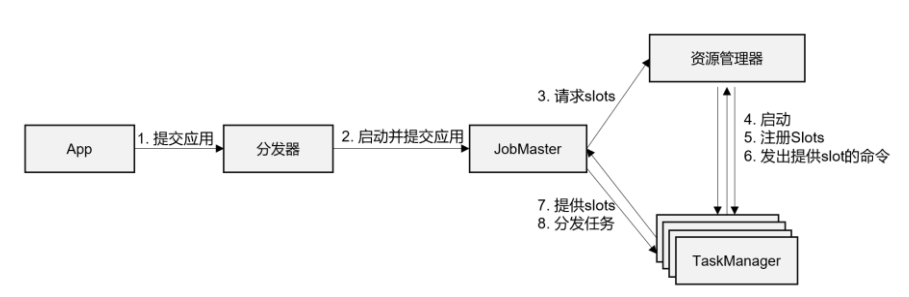 资源管理器
3. 请求slots
4. 启动
5. 注册Slots
6. 发出提供slot的命令
1. 提交应用
2. 启动并提交应用
App
分发器
JobMaster
7. 提供slots
8. 分发任务
TaskManager